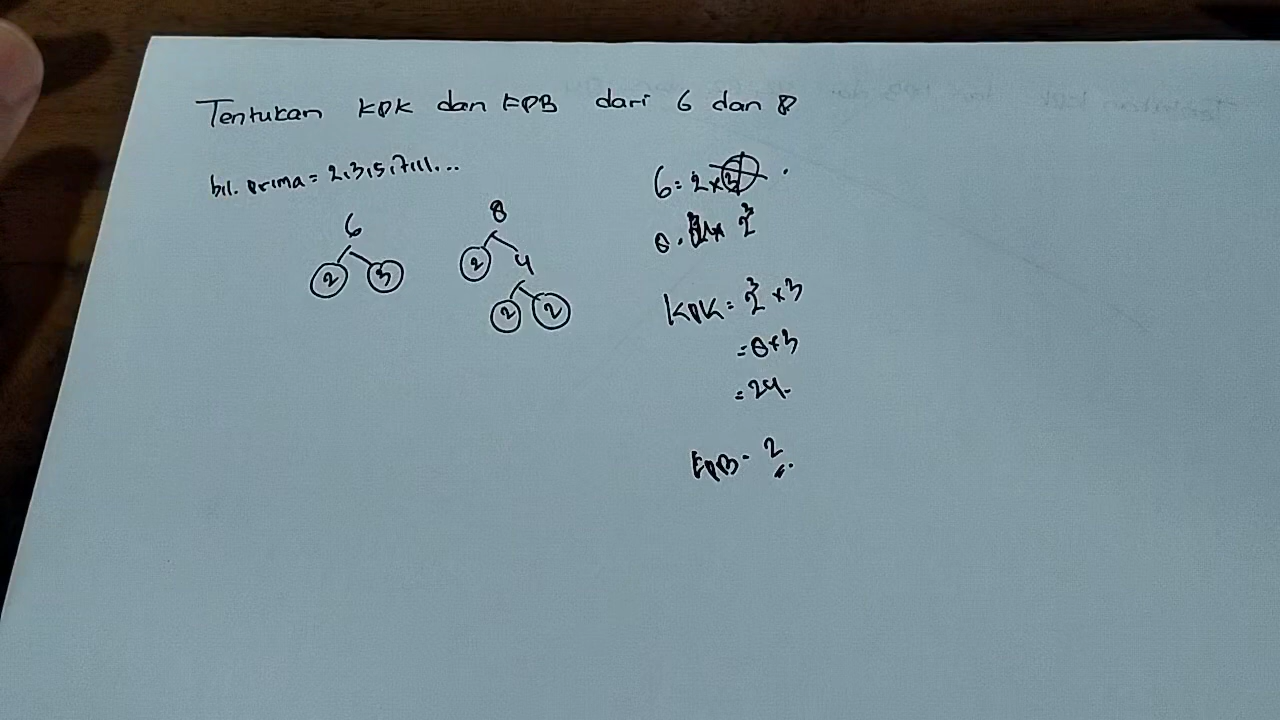 Tentukan KPK dan FPB dari 6 dan 8
bil. prima = 2,3,5,7,11,...
6
2 3
8
2 4
2 2
6 = 2 x 3
8 = 2³
KPK = 2³ x 3
= 8 x 3
= 24.
FPB = 2